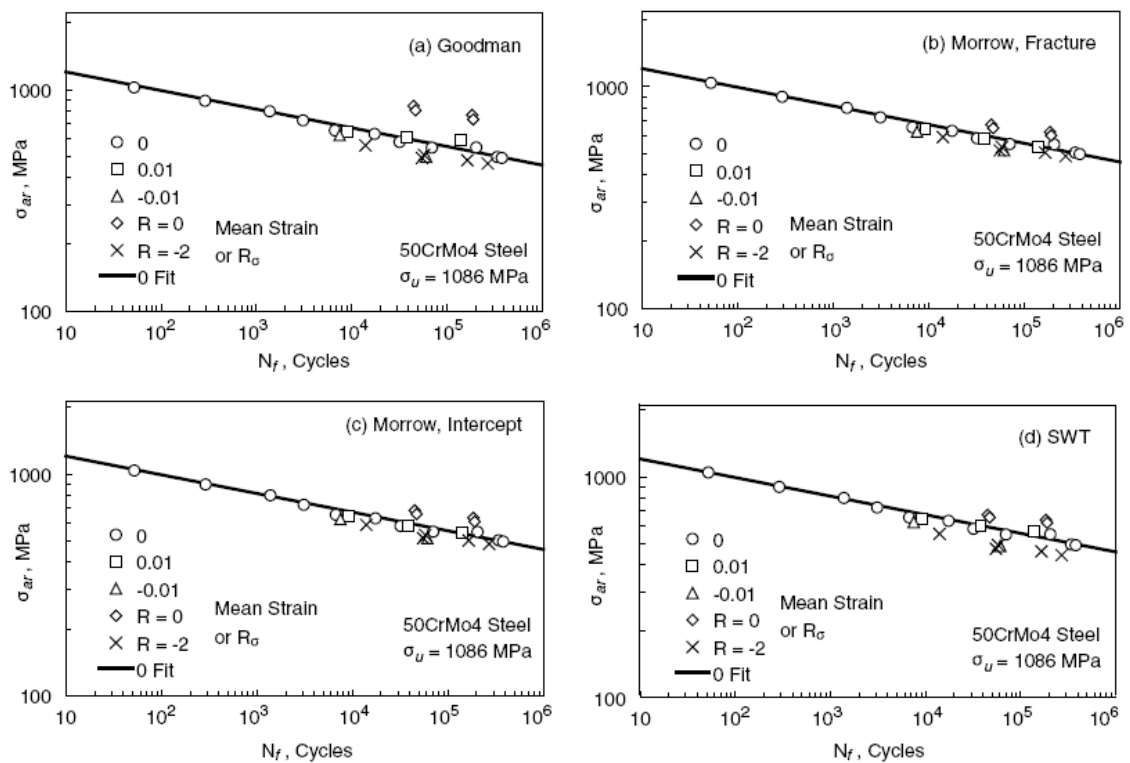 (a) Goodman
1000
σar , MPa
0
0.01
-0.01
R = 0
R = -2
0 Fit
Mean Strain
or Rσ
50CrMo4 Steel
σu = 1086 MPa
100
10 10² 10³ 10⁴ 10⁵ 10⁶
Nf , Cycles
(b) Morrow, Fracture
1000
σar , MPa
0
0.01
-0.01
R = 0
R = -2
0 Fit
Mean Strain
or Rσ
50CrMo4 Steel
σu = 1086 MPa
100
10 10² 10³ 10⁴ 10⁵ 10⁶
Nf , Cycles
(c) Morrow, Intercept
1000
σar , MPa
0
0.01
-0.01
R = 0
R = -2
0 Fit
Mean Strain
or Rσ
50CrMo4 Steel
σu = 1086 MPa
100
10 10² 10³ 10⁴ 10⁵ 10⁶
Nf , Cycles
(d) SWT
1000
σar , MPa
0
0.01
-0.01
R = 0
R = -2
0 Fit
Mean Strain
or Rσ
50CrMo4 Steel
σu = 1086 MPa
100
10 10² 10³ 10⁴ 10⁵ 10⁶
Nf , Cycles